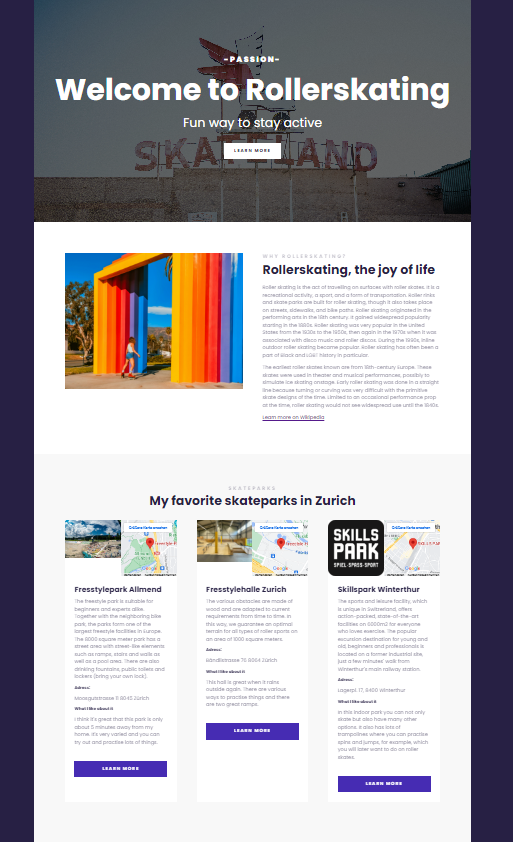 -PASSION-
Welcome to Rollerskating
Fun way to stay active
SKATELAND
LEARN MORE
WHY ROLLERSKATING?
Rollerskating, the joy of life
Roller skating is the act of travelling on surfaces with roller skates. It is a
recreational activity, a sport, and a form of transportation. Roller rinks
and skate parks are built for roller skating, though it also takes place
on streets, sidewalks, and bike paths. Roller skating originated in the
performing arts in the 18th century. It gained widespread popularity
starting in the 1880s. Roller skating was very popular in the United
States from the 1930s to the 1950s, then again in the 1970s when it was
associated with disco music and roller discos. During the 1990s, inline
outdoor roller skating became popular. Roller skating has often been a
part of Black and LGBT history in particular.
The earliest roller skates known are from 18th-century Europe. These
skates were used in theater and musical performances, possibly to
simulate ice skating onstage. Early roller skating was done in a straight
line because turning or curving was very difficult with the primitive
skate designs of the time. Limited to an occasional performance prop
at the time, roller skating would not see widespread use until the 1840s.
Learn more on Wikipedia
SKATEPARKS
My favorite skateparks in Zurich
Größere Karte ansehen
Größere Karte ansehen
SKILLS
PARK
SPIEL-SPASS-SPORT
Größere Karte ansehen
Freestylepark Allmend
The freestyle park is suitable for
beginners and experts alike.
Together with the neighboring bike
park, the parks form one of the
largest freestyle facilities in Europe.
The 8000 square meter park has a
street area with street-like elements
such as ramps, stairs and walls as
well as a pool area. There are also
drinking fountains, public toilets and
lockers (bring your own lock).
Adress:
8045 Zürich
What I like about it
I think it's great that this park is only
about 5 minutes away from my
home. It's very varied and you can
try out and practise lots of things.
LEARN MORE
Freestylehalle Zurich
The various obstacles are made of
wood and are adapted to current
requirements from time to time. In
this way, we guarantee an optimal
terrain for all types of roller sports on
an area of 1000 square meters.
Adress:
Bändlistrasse 70 8064 Zürich
What I like about it
This hall is great when it rains
outside again. There are various
ways to practise things and there
are two great ramps.
LEARN MORE
Skillspark Winterthur
The sports and leisure facility, which
is unique in Switzerland, offers
action-packed, state-of-the-art
facilities on 6000m2 for everyone
who loves exercise. The popular
excursion destination for young and
old, beginners and professionals is
located on a former industrial site,
just a few minutes' walk from
Winterthur's main railway station.
Adress:
Lagerpl. 17, 8400 Winterthur
What I like about it
In this indoor park you can not only
skate but also have many other
options. It also has lots of
trampolines where you can practise
spins and jumps, for example, which
you will later want to do on roller
skates.
LEARN MORE